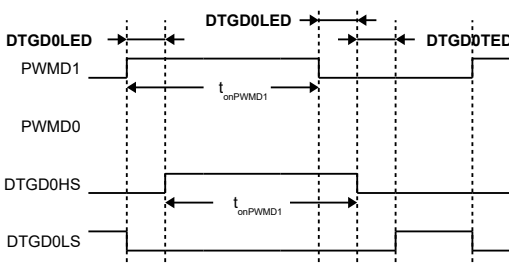 DTGD0LED
DTGD0LED
DTGD0TED
PWMD1
tonPWMD1
PWMD0
DTGD0HS
tonPWMD1
DTGD0LS